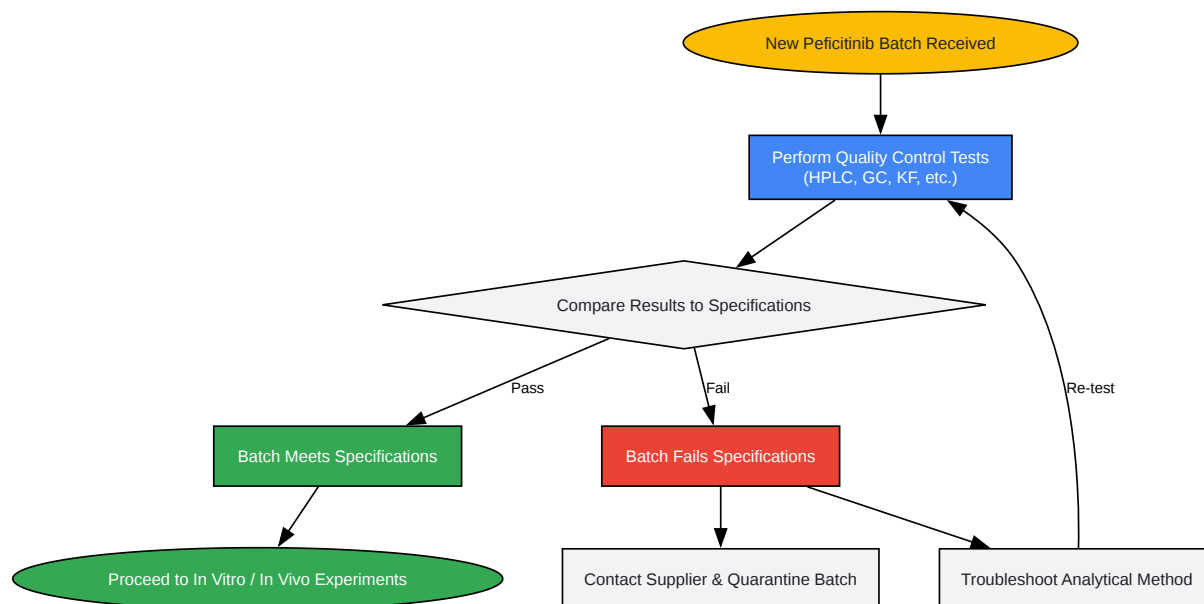 New Peficitinib Batch Received
Perform Quality Control Tests
(HPLC, GC, KF, etc.)
Compare Results to Specifications
Pass
Fail
Re-test
Batch Meets Specifications
Batch Fails Specifications
Proceed to In Vitro / In Vivo Experiments
Contact Supplier & Quarantine Batch
Troubleshoot Analytical Method